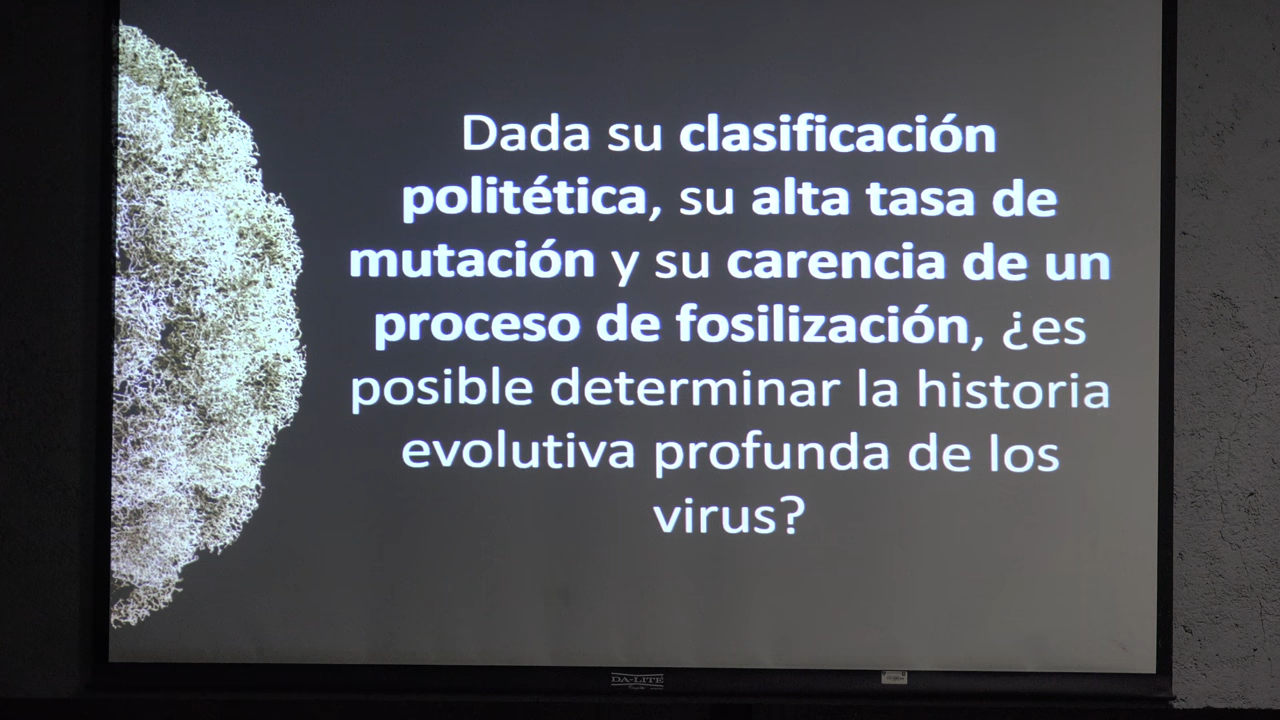 Dada su clasificación
politética, su alta tasa de
mutación y su carencia de un
proceso de fosilización, ¿es
posible determinar la historia
evolutiva profunda de los
virus?
DA-LITE